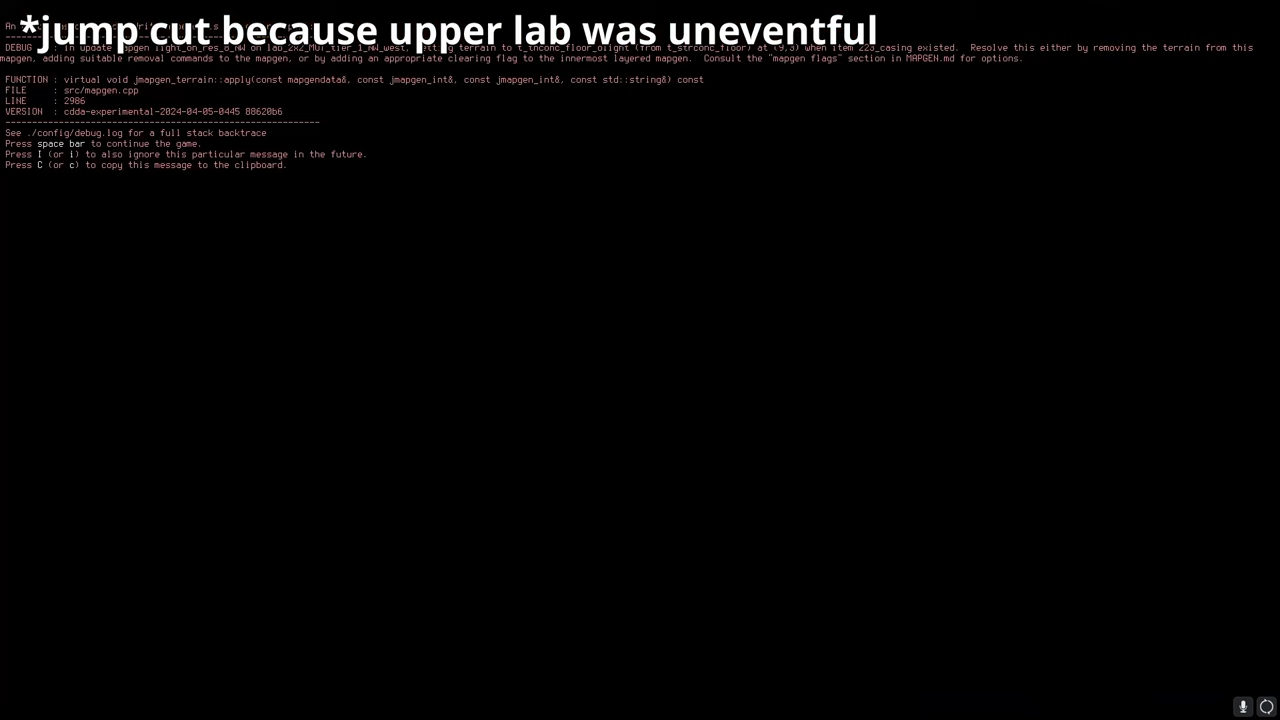 *jump cut because upper lab was uneventful
An
DEBUG : In update mapgen light_on_res_8_NW on lab_2x2_MUT_tier_1_NW_west, setting terrain to t_thconc_floor_olight (from t_strconc_floor) at (9,3) when item 223_casing existed. Resolve this either by removing the terrain from this
mapgen, adding suitable removal commands to the mapgen, or by adding an appropriate clearing flag to the innermost layered mapgen. Consult the "mapgen flags" section in MAPGEN.md for options.
FUNCTION : virtual void jmapgen_terrain::apply(const mapgendata&, const jmapgen_int&, const jmapgen_int&, const std::string&) const
FILE : src/mapgen.cpp
LINE : 2986
VERSION : cdda-experimental-2024-04-05-0445 88620b6
------------------------------------------------------------
See ./config/debug.log for a full stack backtrace
Press space bar to continue the game.
Press I (or i) to also ignore this particular message in the future.
Press C (or c) to copy this message to the clipboard.